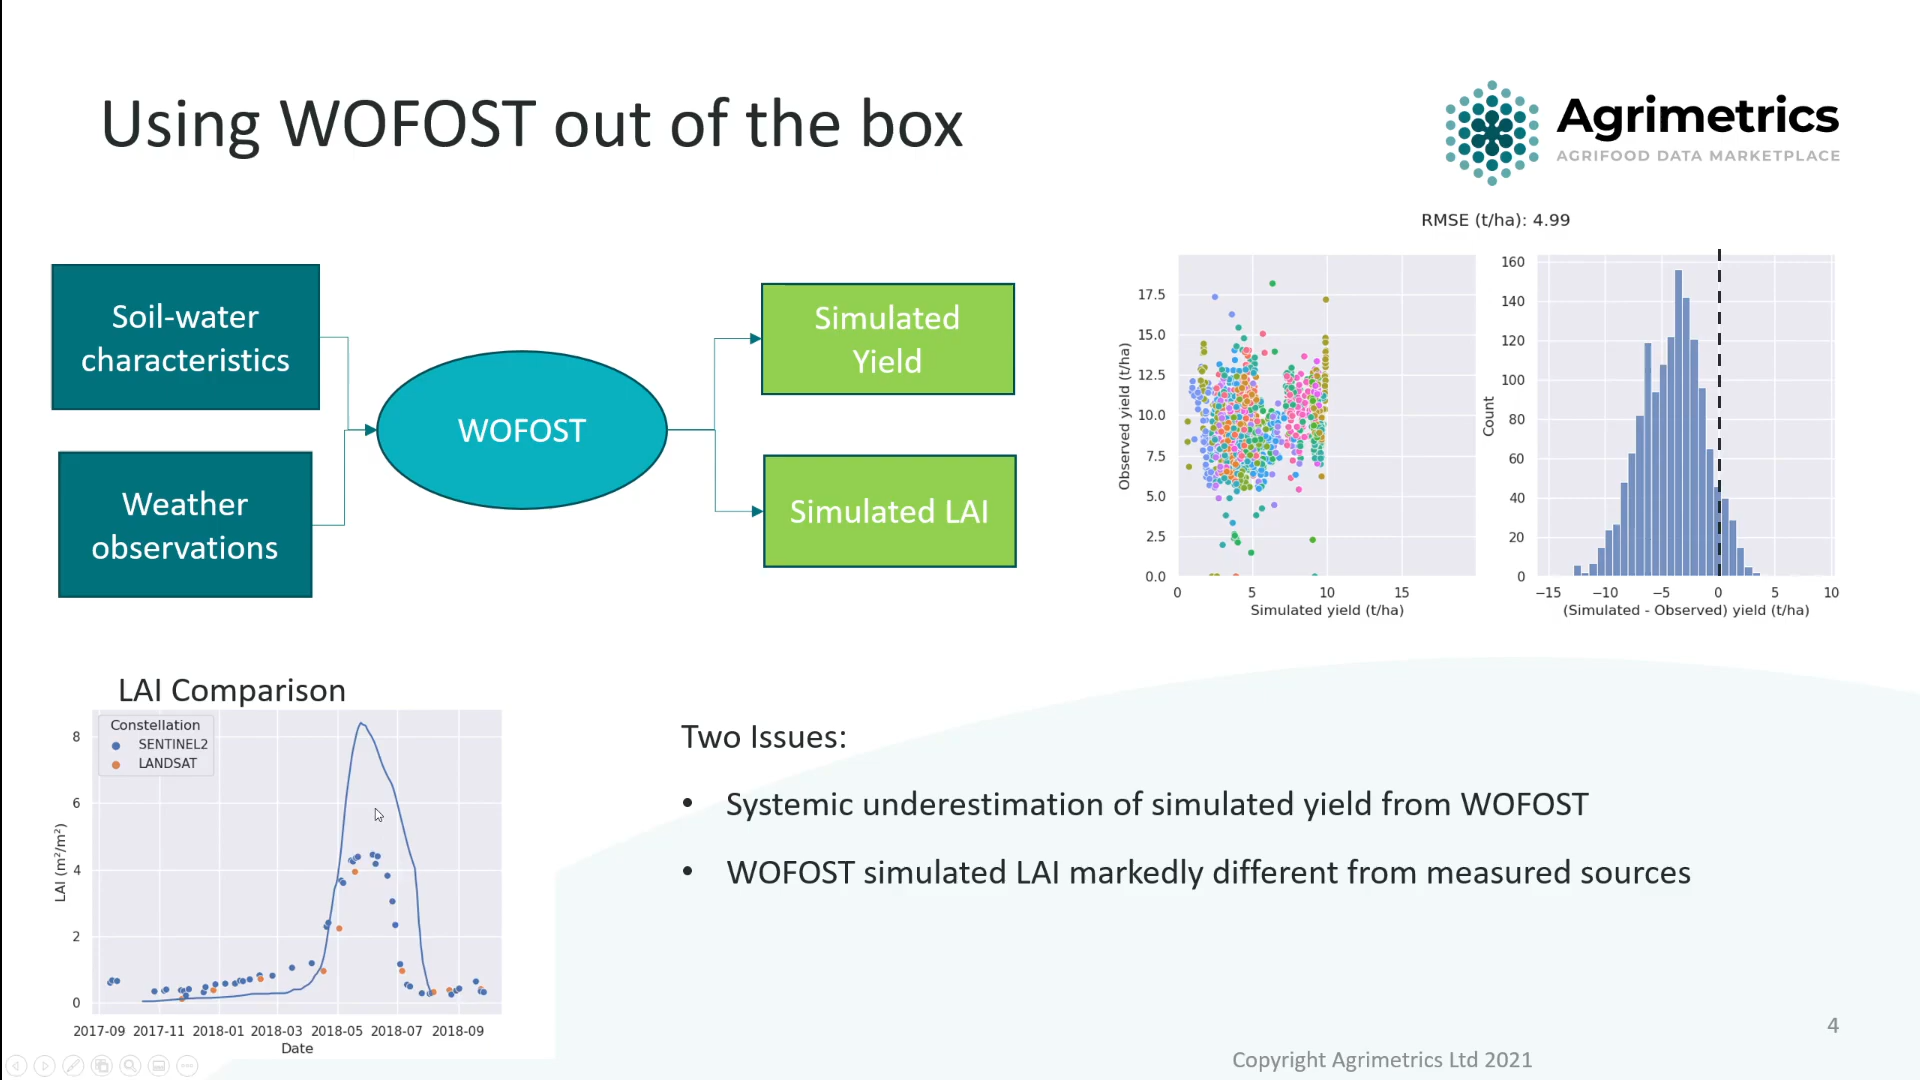 Using WOFOST out of the box
Agrimetrics
AGRIFOOD DATA MARKETPLACE
Soil-water
characteristics
Weather
observations
WOFOST
Simulated
Yield
Simulated LAI
RMSE (t/ha): 4.99
17.5
15.0
12.5
10.0
7.5
5.0
2.5
0.0
Observed yield (t/ha)
0 5 10 15
Simulated yield (t/ha)
160
140
120
100
80
60
40
20
0
Count
−15 −10 −5 0 5 10
(Simulated - Observed) yield (t/ha)
LAI Comparison
Constellation
SENTINEL2
LANDSAT
8
6
4
2
0
LAI (m²/m²)
2017-09 2017-11 2018-01 2018-03 2018-05 2018-07 2018-09
Date
Two Issues:
• Systemic underestimation of simulated yield from WOFOST
• WOFOST simulated LAI markedly different from measured sources
4
Copyright Agrimetrics Ltd 2021